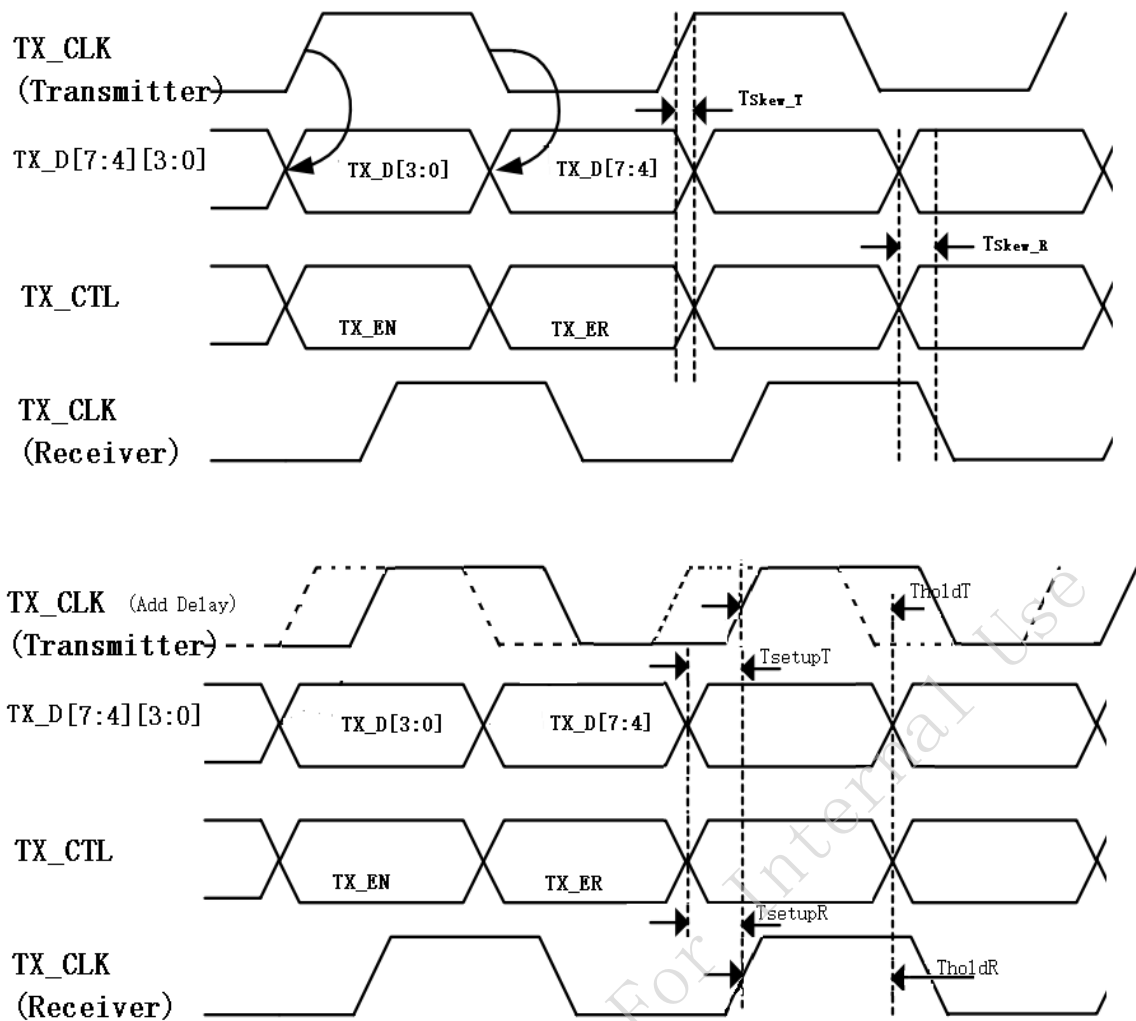 TX_CLK
(Transmitter)
Tskew_T
TX_D[7:4][3:0]
TX_D[3:0]
TX_D[7:4]
Tskew_R
TX_CTL
TX_EN
TX_ER
TX_CLK
(Receiver)
TX_CLK (Add Delay)
(Transmitter)
TholdT
TsetupT
TX_D[7:4][3:0]
TX_D[3:0]
TX_D[7:4]
TX_CTL
TX_EN
TX_ER
TsetupR
TX_CLK
(Receiver)
TholdR
For Internal Use